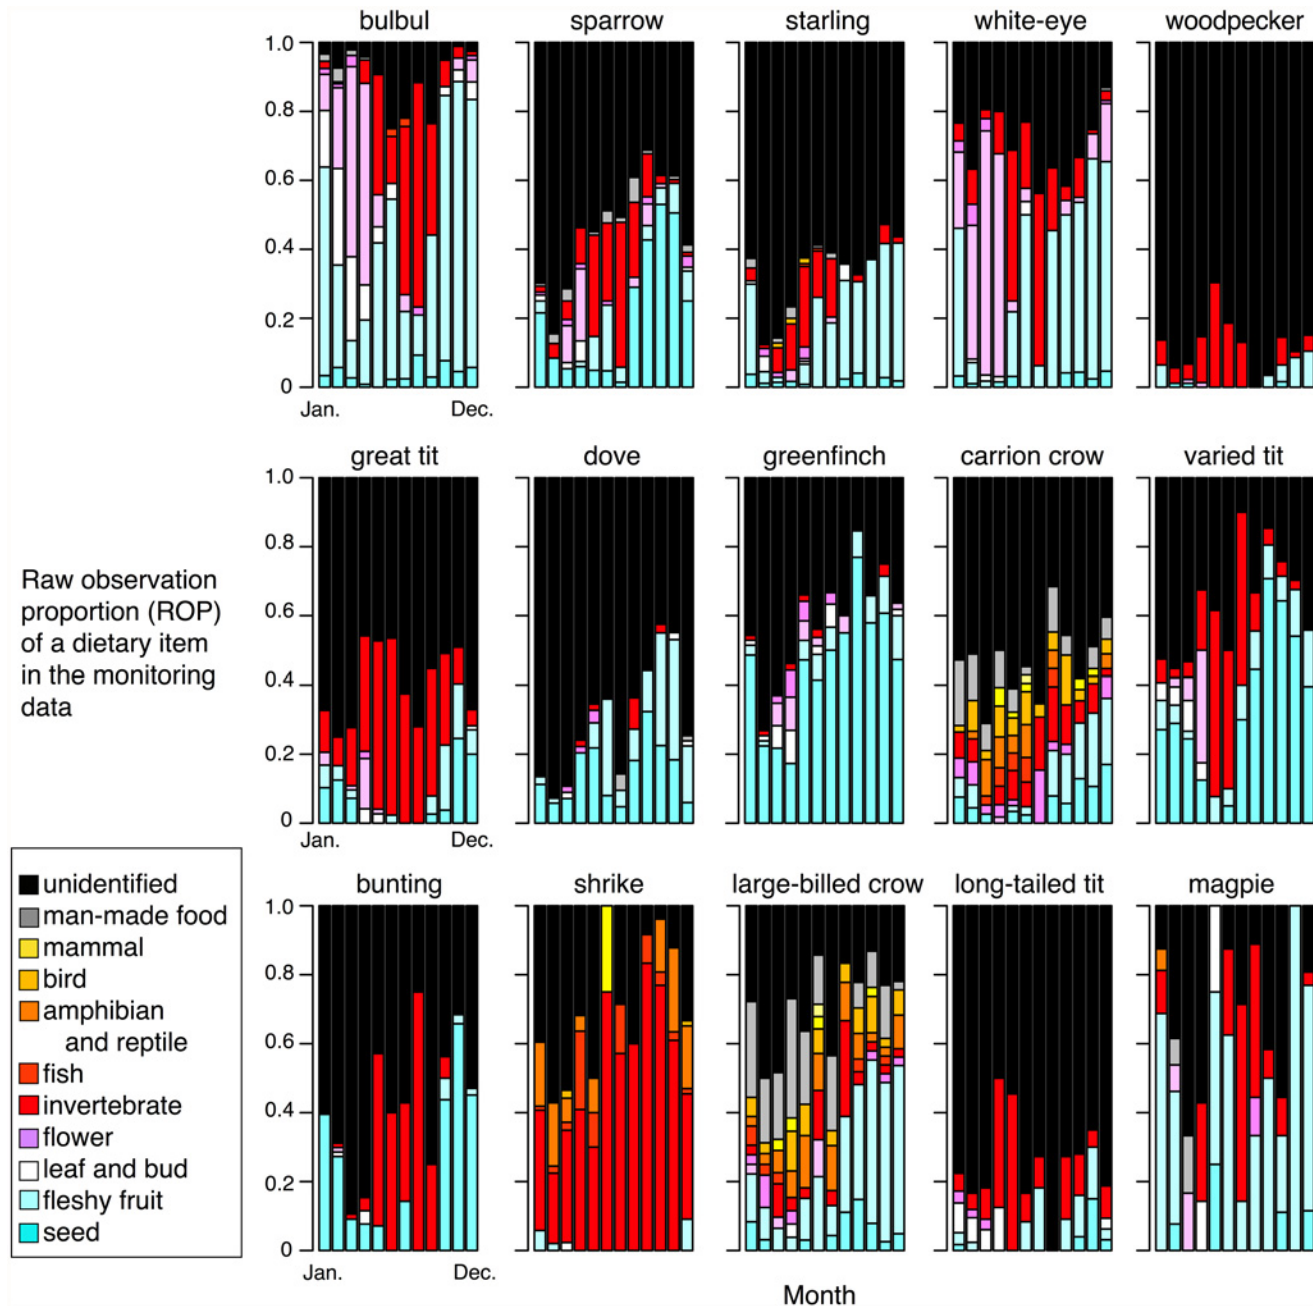 bulbul sparrow starling white-eye woodpecker
1.0
0.8
0.6
0.4
0.2
0
Jan. Dec.
great tit dove greenfinch carrion crow varied tit
1.0
0.8
0.6
0.4
0.2
0
Jan. Dec.
Raw observation
proportion (ROP)
of a dietary item
in the monitoring
data
bunting shrike large-billed crow long-tailed tit magpie
1.0
0.8
0.6
0.4
0.2
0
Jan. Dec.
unidentified
man-made food
mammal
bird
amphibian
and reptile
fish
invertebrate
flower
leaf and bud
fleshy fruit
seed
Month